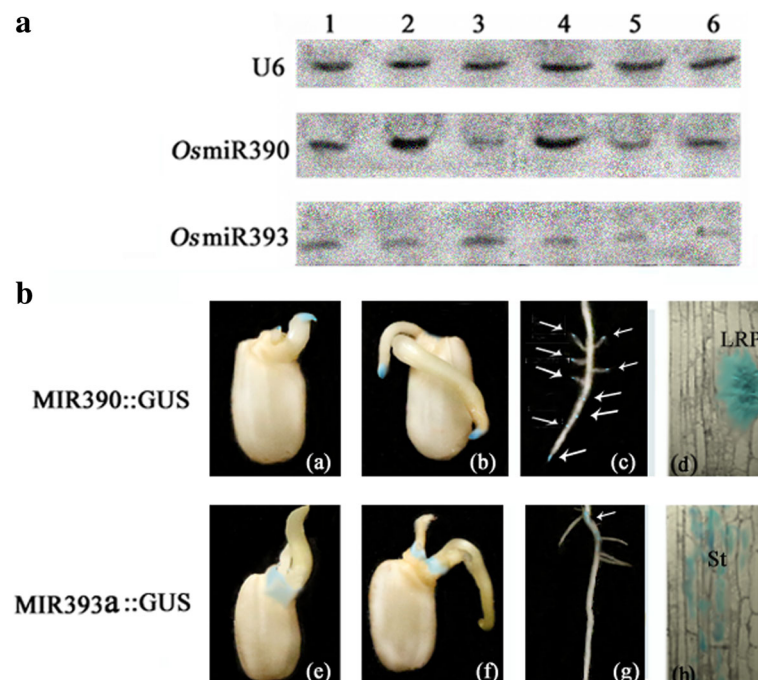 a
1 2 3 4 5 6
U6
OsmiR390
OsmiR393
b
MIR390::GUS
(a) (b) (c) LRP (d)
MIR393a::GUS
(e) (f) (g) St (h)